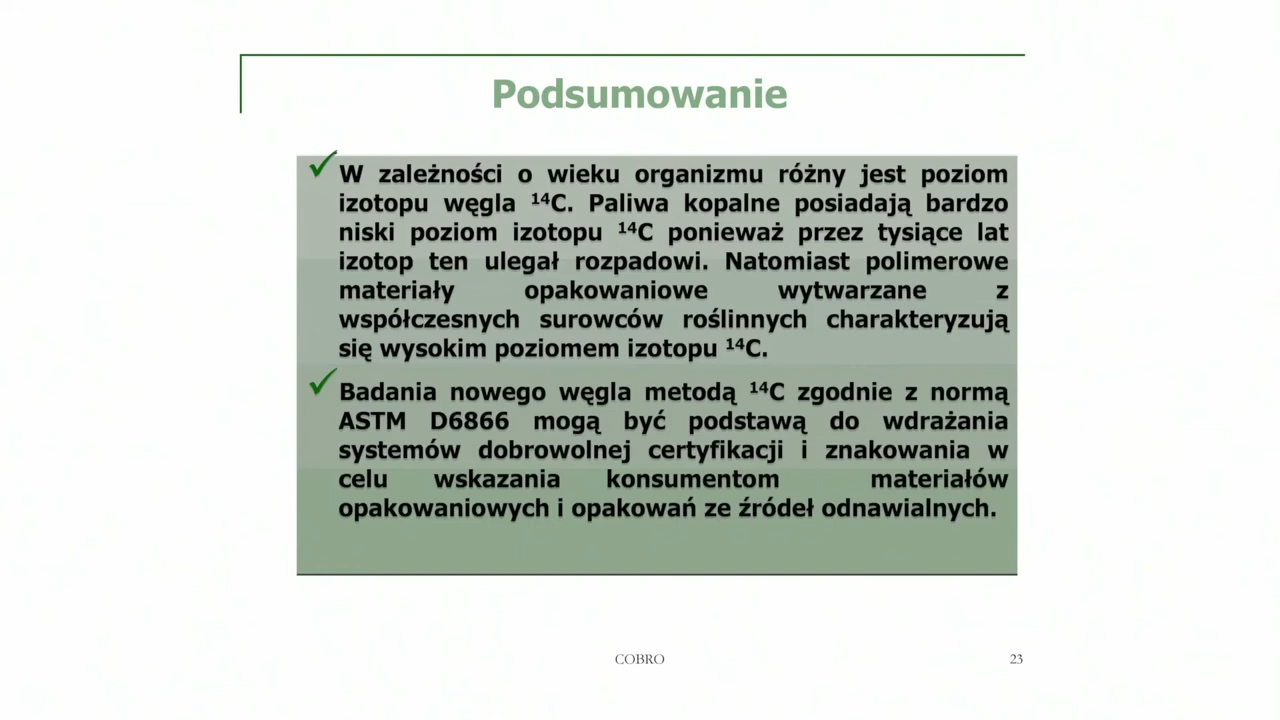 Podsumowanie
W zależności o wieku organizmu różny jest poziom
izotopu węgla ¹⁴C. Paliwa kopalne posiadają bardzo
niski poziom izotopu ¹⁴C ponieważ przez tysiące lat
izotop ten ulegał rozpadowi. Natomiast polimerowe
materiały opakowaniowe wytwarzane z
współczesnych surowców roślinnych charakteryzują
się wysokim poziomem izotopu ¹⁴C.
Badania nowego węgla metodą ¹⁴C zgodnie z normą
ASTM D6866 mogą być podstawą do wdrażania
systemów dobrowolnej certyfikacji i znakowania w
celu wskazania konsumentom materiałów
opakowaniowych i opakowań ze źródeł odnawialnych.
COBRO
23